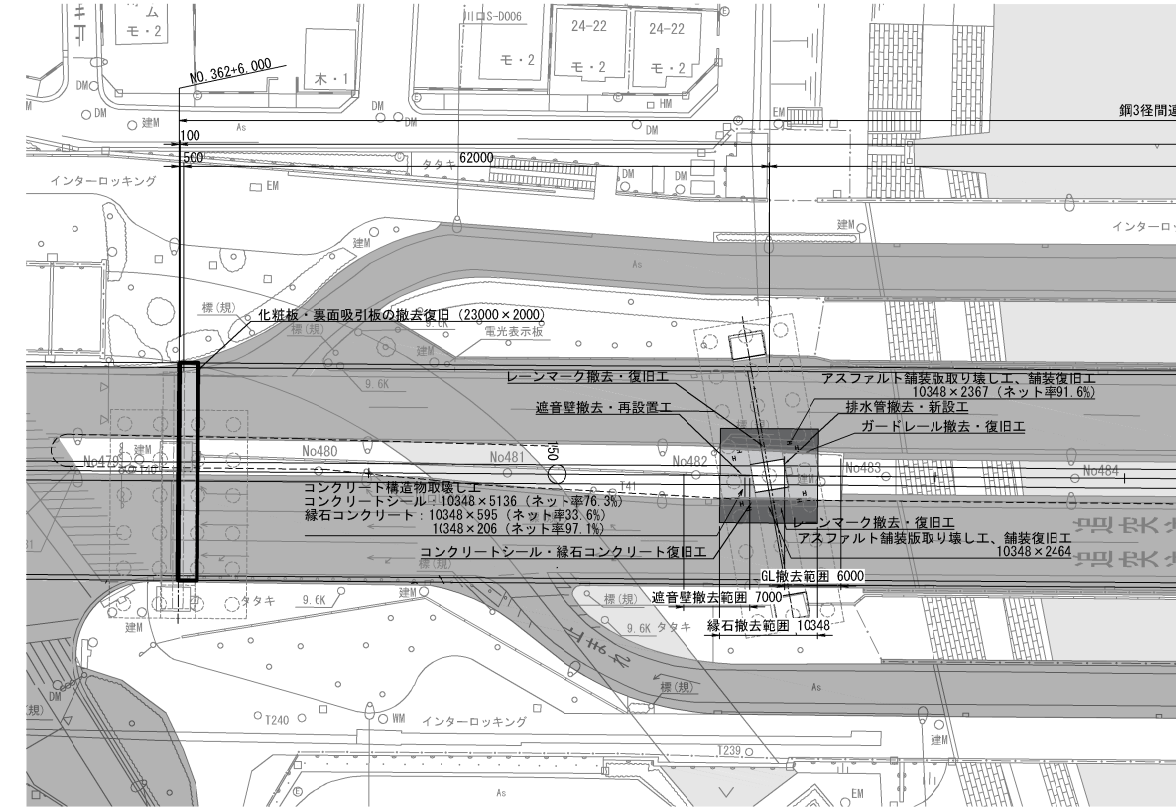 ム
モ・2
川口S-D006
24-22
24-22
モ・2
モ・2
モ・2
木・1
NO.362+6.000
DM
DM
建M
DM
DM
HM
DM
EM
As
鋼3径間連
100
500
62000
タタキ
インターロッキング
EM
DM
DM
建M
インターロッ
建M
As
標(規)
化粧板・裏面吸引板の撤去復旧 (23000×2000)
標(規)
9.6K
電光表示板
建M
9.6K
レーンマーク撤去・復旧工
アスファルト舗装版取り壊し工、舗装復旧工
10348×2367 (ネット率91.6%)
遮音壁撤去・再設置工
排水管撤去・新設工
ガードレール撤去・復旧工
建M
No479
No480
No481
150
No482
No483
No484
T41
建M
コンクリート構造物取壊し工
コンクリートシール：10348×5136 (ネット率76.3%)
縁石コンクリート：10348×595 (ネット率33.6%)
10348×206 (ネット率97.1%)
レーンマーク撤去・復旧工
アスファルト舗装版取り壊し工、舗装復旧工
10348×2464
コンクリートシール・縁石コンクリート復旧工
標(規)
GL撤去範囲 6000
遮音壁撤去範囲 7000
縁石撤去範囲 10348
タタキ
9.6K
建M
標(規)
建M
9.6K
タタキ
標(規)
As
DM
規)
T240
WM
インターロッキング
建M
T239
As
EM